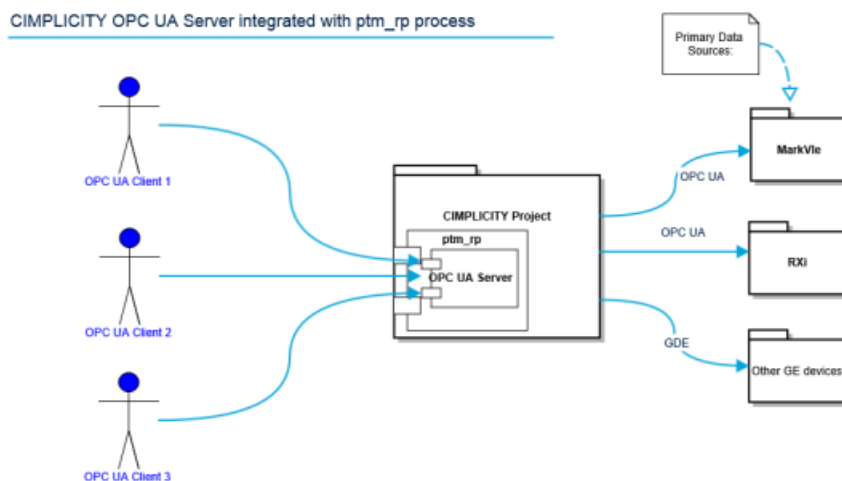 CIMPLICITY OPC UA Server integrated with ptm_rp process
Primary Data
Sources:
OPC UA Client 1
MarkVIe
OPC UA
CIMPLICITY Project
ptm_rp
OPC UA
OPC UA Server
RXi
OPC UA Client 2
GDE
Other GE devices
OPC UA Client 3